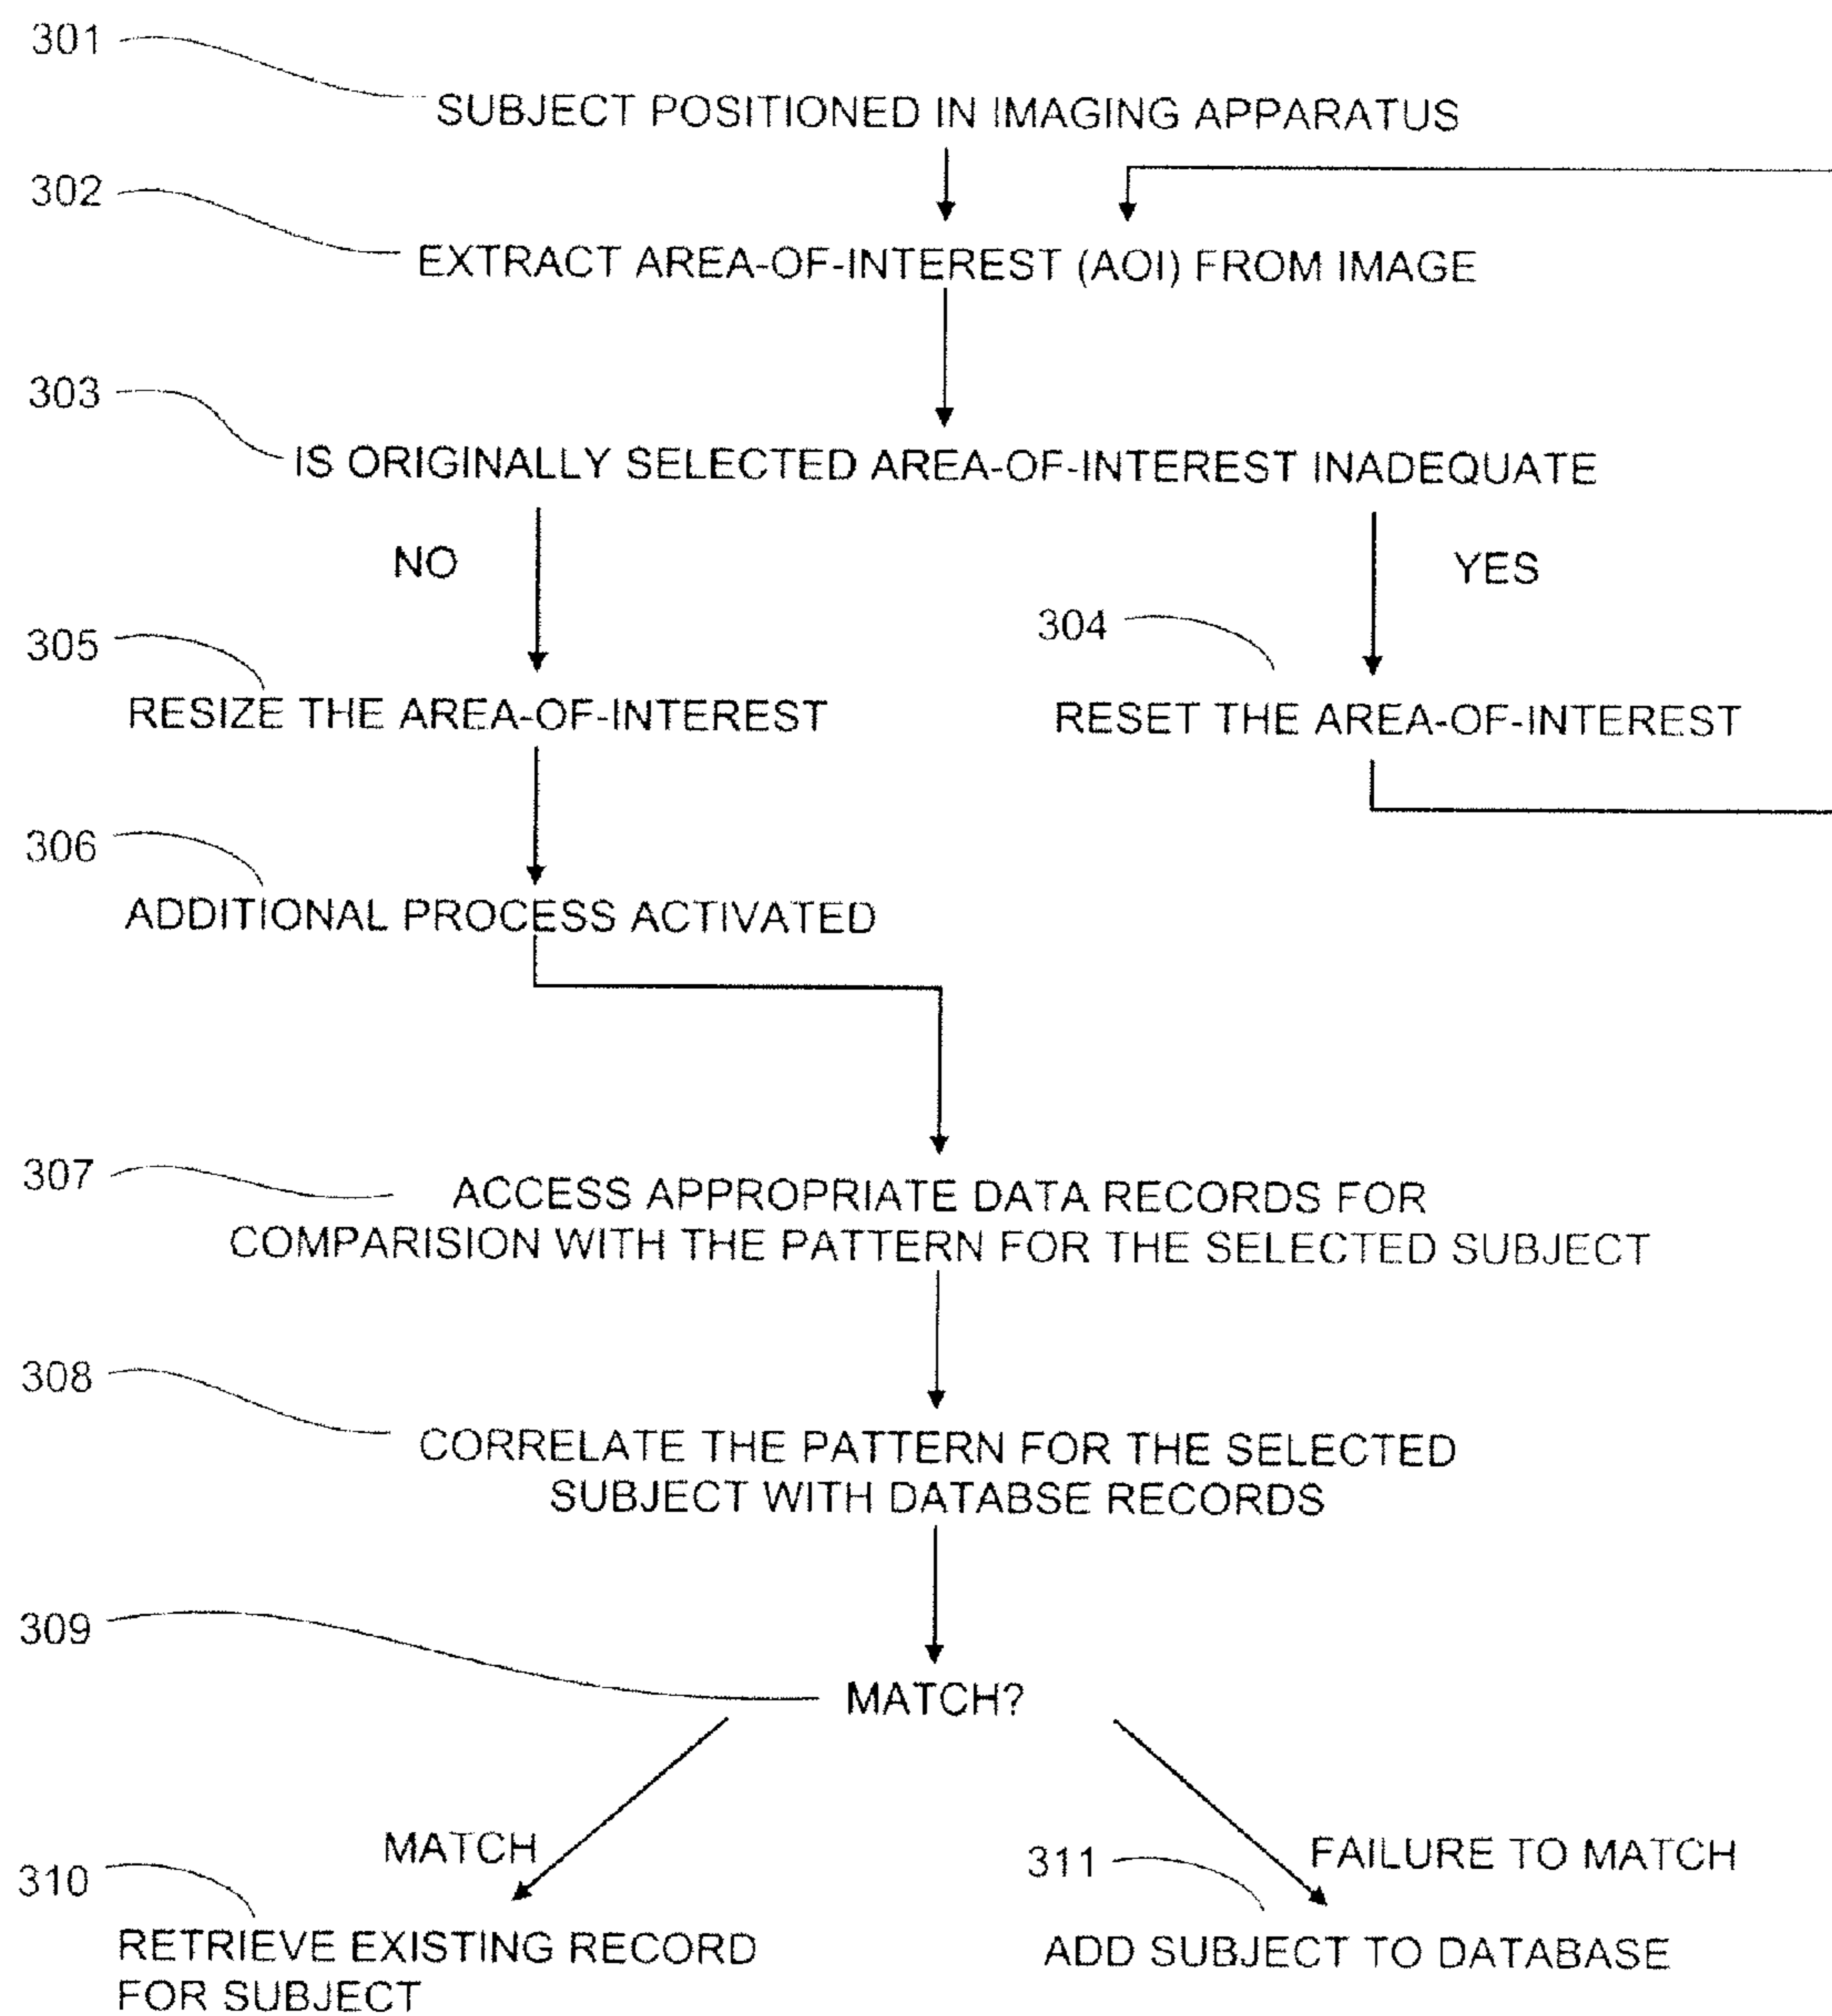 301
SUBJECT POSITIONED IN IMAGING APPARATUS
302
EXTRACT AREA-OF-INTEREST (AOI) FROM IMAGE
303
IS ORIGINALLY SELECTED AREA-OF-INTEREST INADEQUATE
NO
YES
305
304
RESIZE THE AREA-OF-INTEREST
RESET THE AREA-OF-INTEREST
306
ADDITIONAL PROCESS ACTIVATED
307
ACCESS APPROPRIATE DATA RECORDS FOR
COMPARISION WITH THE PATTERN FOR THE SELECTED SUBJECT
308
CORRELATE THE PATTERN FOR THE SELECTED
SUBJECT WITH DATABSE RECORDS
309
MATCH?
MATCH
FAILURE TO MATCH
310
311
RETRIEVE EXISTING RECORD
FOR SUBJECT
ADD SUBJECT TO DATABASE